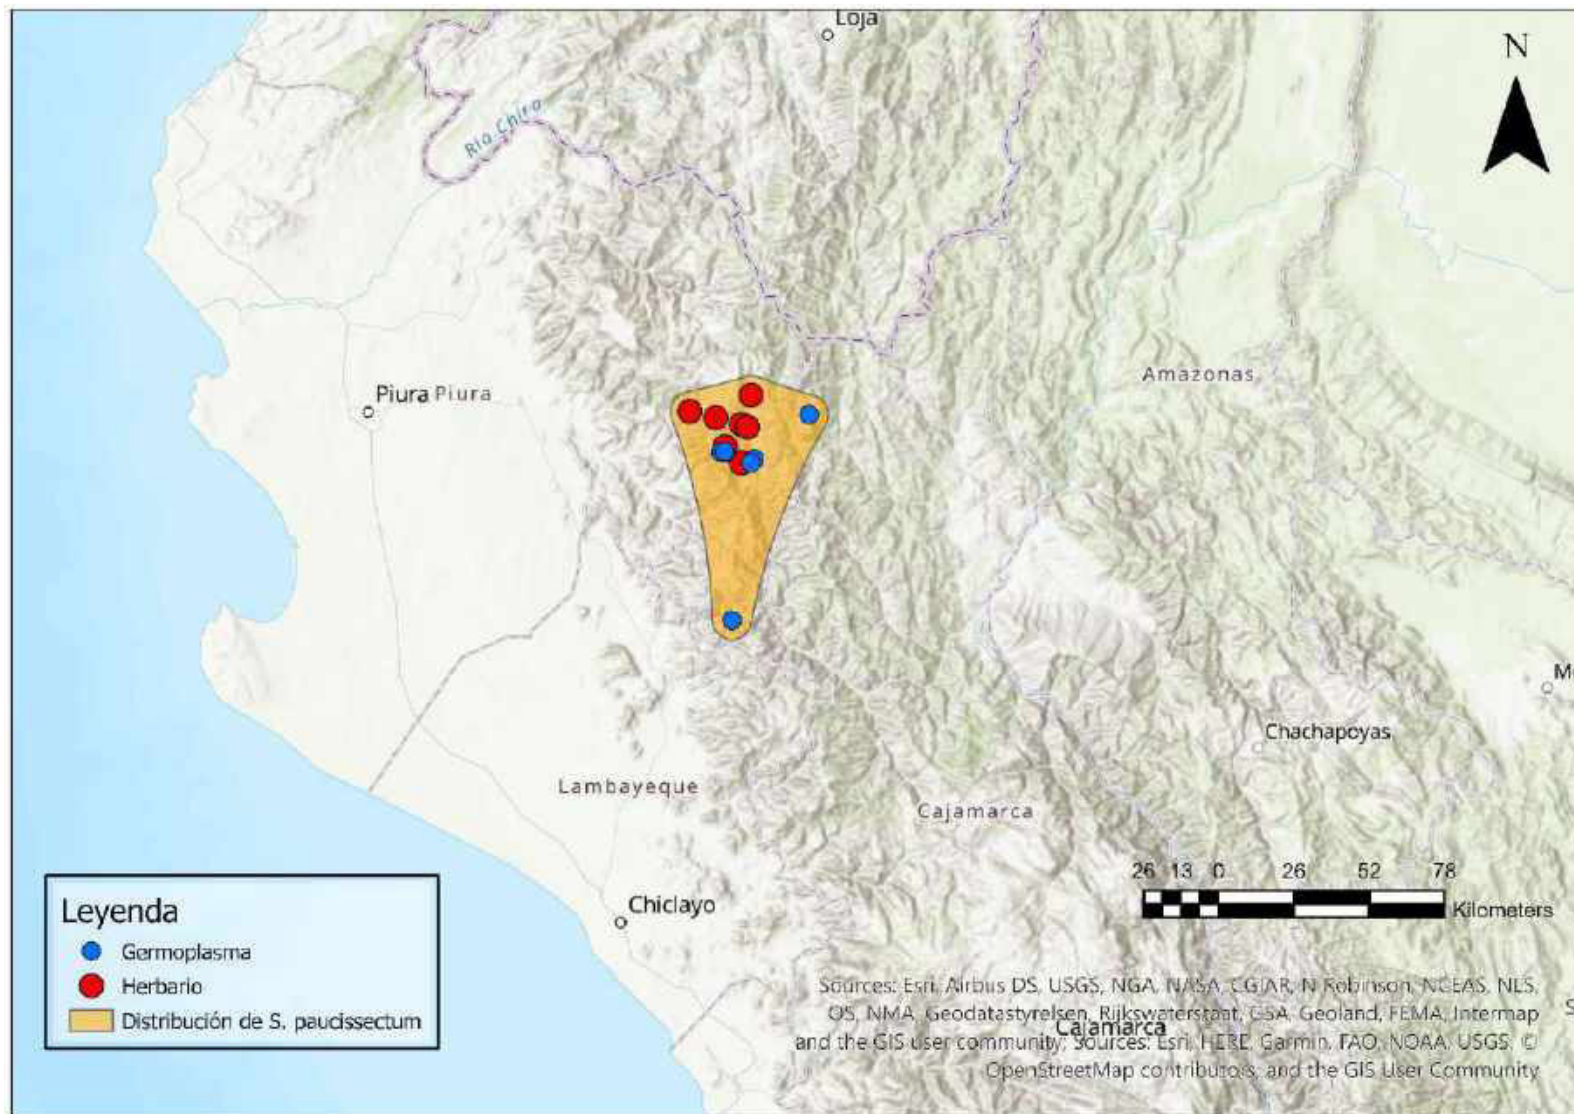 Loja
N
Río Chira
Amazonas
Piura Piura
Chachapoyas
Lambayeque
Cajamarca
26 13 0 26 52 78
Kilometers
Chiclayo
Leyenda
Germoplasma
Herbario
Distribución de S. paucissectum
Cajamarca
Sources: Esri, Airbus DS, USGS, NGA, NASA, CGIAR, N Robinson, NCEAS, NLS,
OS, NMA, Geodatastyrelsen, Rijkswaterstaat, GSA, Geoland, FEMA, Intermap
and the GIS user community; Sources: Esri, HERE, Garmin, FAO, NOAA, USGS, ©
OpenStreetMap contributors, and the GIS User Community